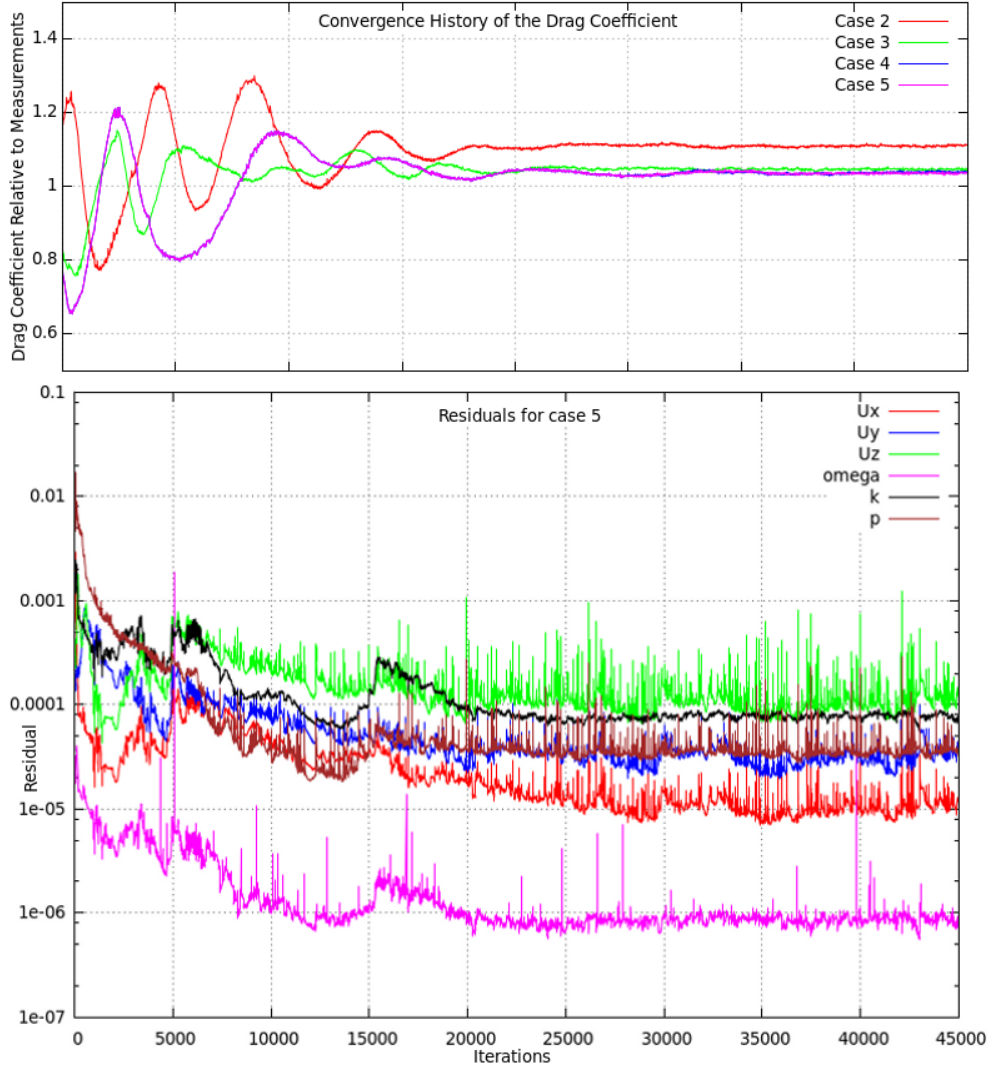 Convergence History of the Drag Coefficient
Drag Coefficient Relative to Measurements
1.4
1.2
1
0.8
0.6
Case 2
Case 3
Case 4
Case 5
Residuals for case 5
Residual
0.1
0.01
0.001
0.0001
1e-05
1e-06
1e-07
Ux
Uy
Uz
omega
k
p
0 5000 10000 15000 20000 25000 30000 35000 40000 45000
Iterations